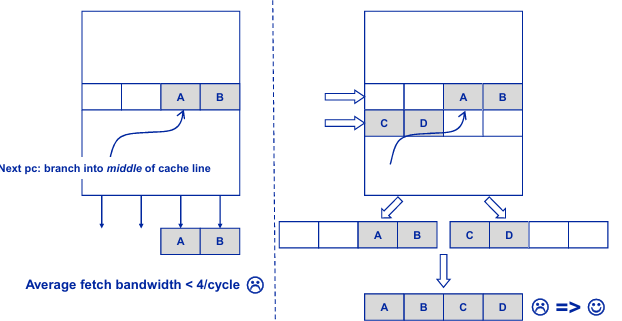 A B
Next pc: branch into middle of cache line
A B
Average fetch bandwidth < 4/cycle
A B
C D
A B
C D
A B C D
=>